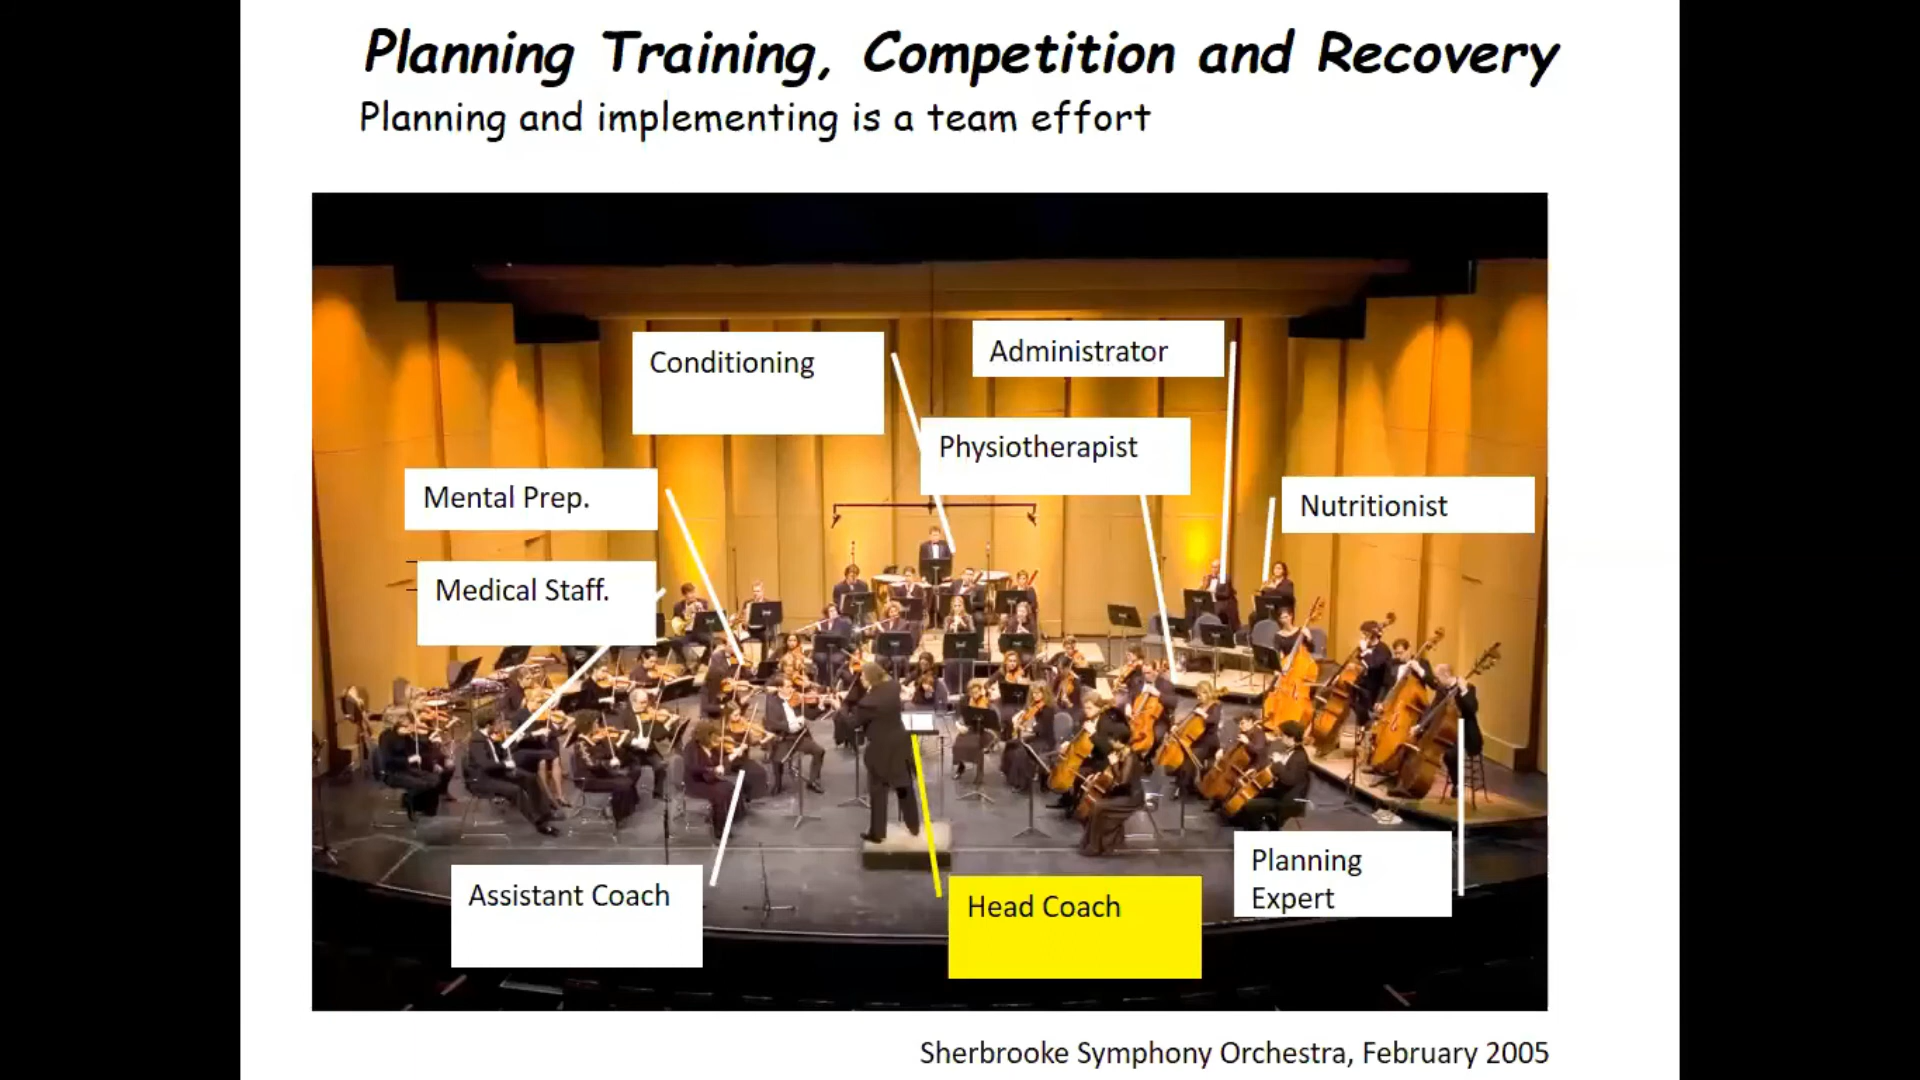 Planning Training, Competition and Recovery
Planning and implementing is a team effort
Conditioning
Administrator
Physiotherapist
Mental Prep.
Nutritionist
Medical Staff.
Assistant Coach
Head Coach
Planning
Expert
Sherbrooke Symphony Orchestra, February 2005